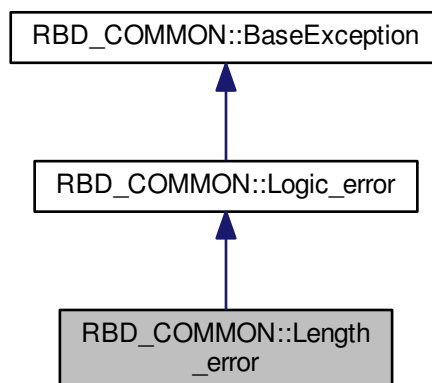 RBD_COMMON::BaseException
RBD_COMMON::Logic_error
RBD_COMMON::Length
_error